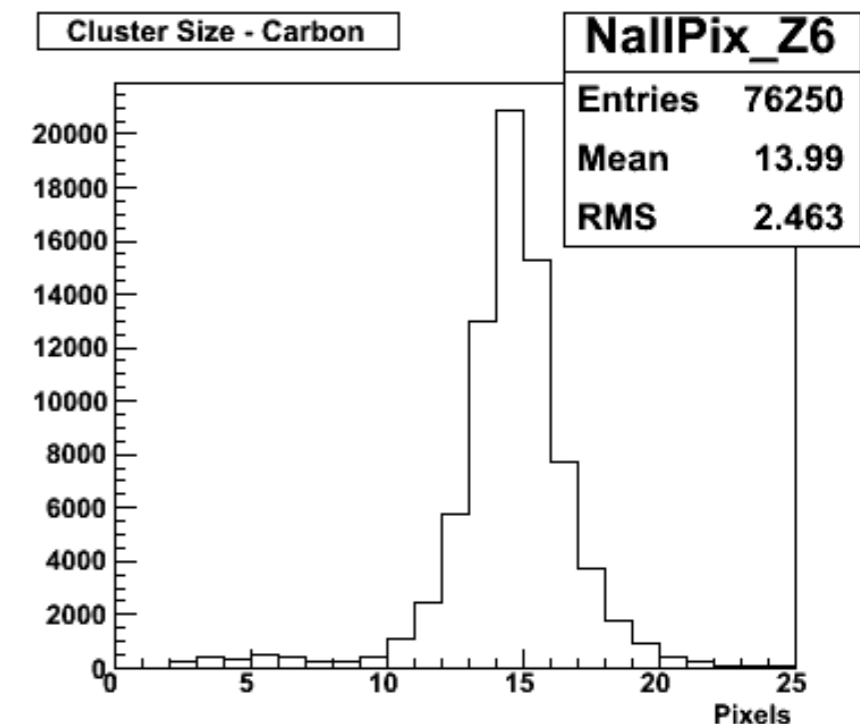 Cluster Size - Carbon
NallPix_Z6
Entries 76250
Mean 13.99
RMS 2.463
20000
18000
16000
14000
12000
10000
8000
6000
4000
2000
0
0 5 10 15 20 25
Pixels